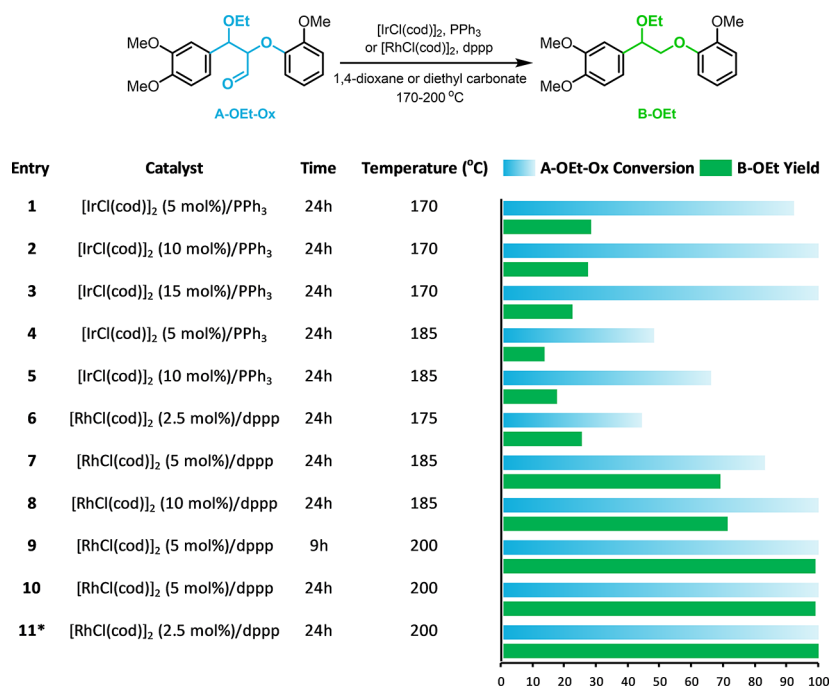 OEt
OMe
MeO
O
MeO
O
A-OEt-Ox
[IrCl(cod)]₂, PPh₃
or [RhCl(cod)]₂, dppp
1,4-dioxane or diethyl carbonate
170-200 °C
OEt
OMe
MeO
O
MeO
B-OEt
Entry Catalyst Time Temperature (°C) A-OEt-Ox Conversion B-OEt Yield
1 [IrCl(cod)]₂ (5 mol%)/PPh₃ 24h 170
2 [IrCl(cod)]₂ (10 mol%)/PPh₃ 24h 170
3 [IrCl(cod)]₂ (15 mol%)/PPh₃ 24h 170
4 [IrCl(cod)]₂ (5 mol%)/PPh₃ 24h 185
5 [IrCl(cod)]₂ (10 mol%)/PPh₃ 24h 185
6 [RhCl(cod)]₂ (2.5 mol%)/dppp 24h 175
7 [RhCl(cod)]₂ (5 mol%)/dppp 24h 185
8 [RhCl(cod)]₂ (10 mol%)/dppp 24h 185
9 [RhCl(cod)]₂ (5 mol%)/dppp 9h 200
10 [RhCl(cod)]₂ (5 mol%)/dppp 24h 200
11* [RhCl(cod)]₂ (2.5 mol%)/dppp 24h 200
0 10 20 30 40 50 60 70 80 90 100